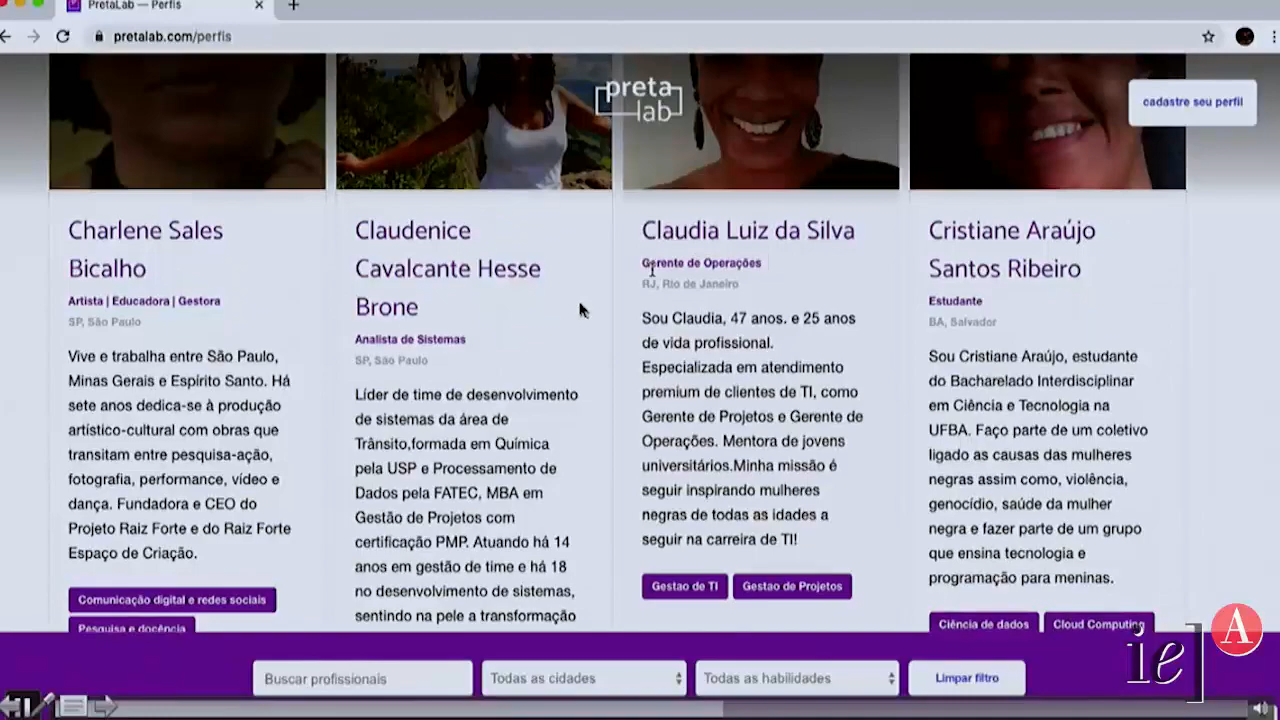 PretaLab — Perfis
pretalab.com/perfis
preta
lab
cadastre seu perfil
Charlene Sales
Bicalho
Artista | Educadora | Gestora
SP, São Paulo
Vive e trabalha entre São Paulo,
Minas Gerais e Espírito Santo. Há
sete anos dedica-se à produção
artístico-cultural com obras que
transitam entre pesquisa-ação,
fotografia, performance, vídeo e
dança. Fundadora e CEO do
Projeto Raiz Forte e do Raiz Forte
Espaço de Criação.
Comunicação digital e redes sociais
Pesquisa e docência
Claudenice
Cavalcante Hesse
Brone
Analista de Sistemas
SP, São Paulo
Líder de time de desenvolvimento
de sistemas da área de
Trânsito,formada em Química
pela USP e Processamento de
Dados pela FATEC, MBA em
Gestão de Projetos com
certificação PMP. Atuando há 14
anos em gestão de time e há 18
no desenvolvimento de sistemas,
sentindo na pele a transformação
Claudia Luiz da Silva
Gerente de Operações
RJ, Rio de Janeiro
Sou Claudia, 47 anos. e 25 anos
de vida profissional.
Especializada em atendimento
premium de clientes de TI, como
Gerente de Projetos e Gerente de
Operações. Mentora de jovens
universitários.Minha missão é
seguir inspirando mulheres
negras de todas as idades a
seguir na carreira de TI!
Gestao de TI
Gestao de Projetos
Cristiane Araújo
Santos Ribeiro
Estudante
BA, Salvador
Sou Cristiane Araújo, estudante
do Bacharelado Interdisciplinar
em Ciência e Tecnologia na
UFBA. Faço parte de um coletivo
ligado as causas das mulheres
negras assim como, violência,
genocídio, saúde da mulher
negra e fazer parte de um grupo
que ensina tecnologia e
programação para meninas.
Ciência de dados
Cloud Computing
Buscar profissionais
Todas as cidades
Todas as habilidades
Limpar filtro
ie]
A